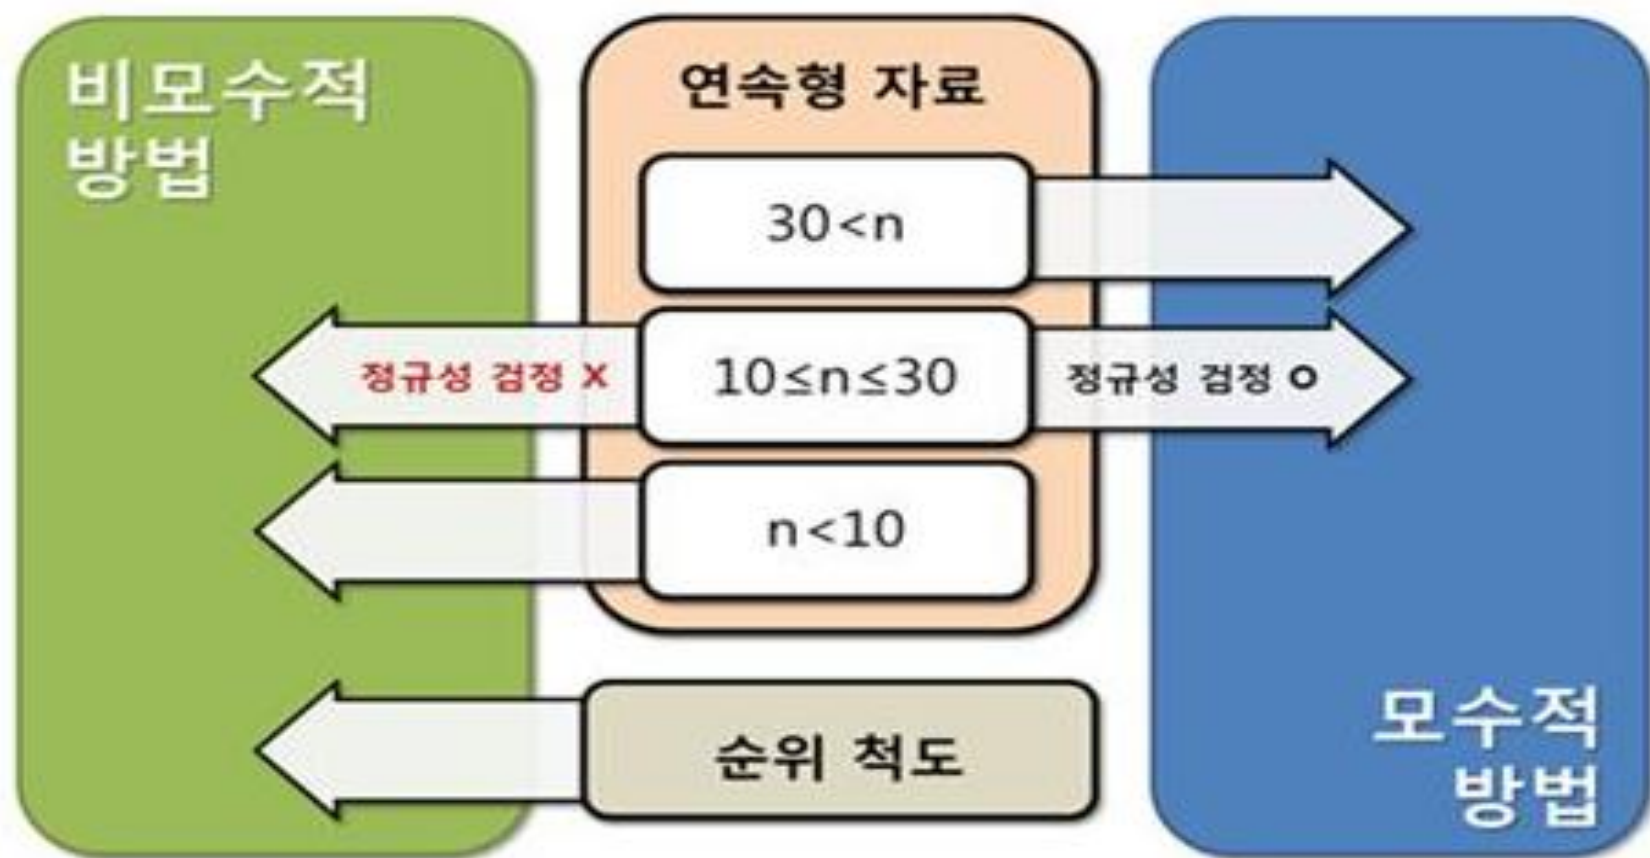 비모수적
방법
연속형 자료
30<n
정규성 검정 X
10≤n≤30
정규성 검정 O
n<10
순위 척도
모수적
방법